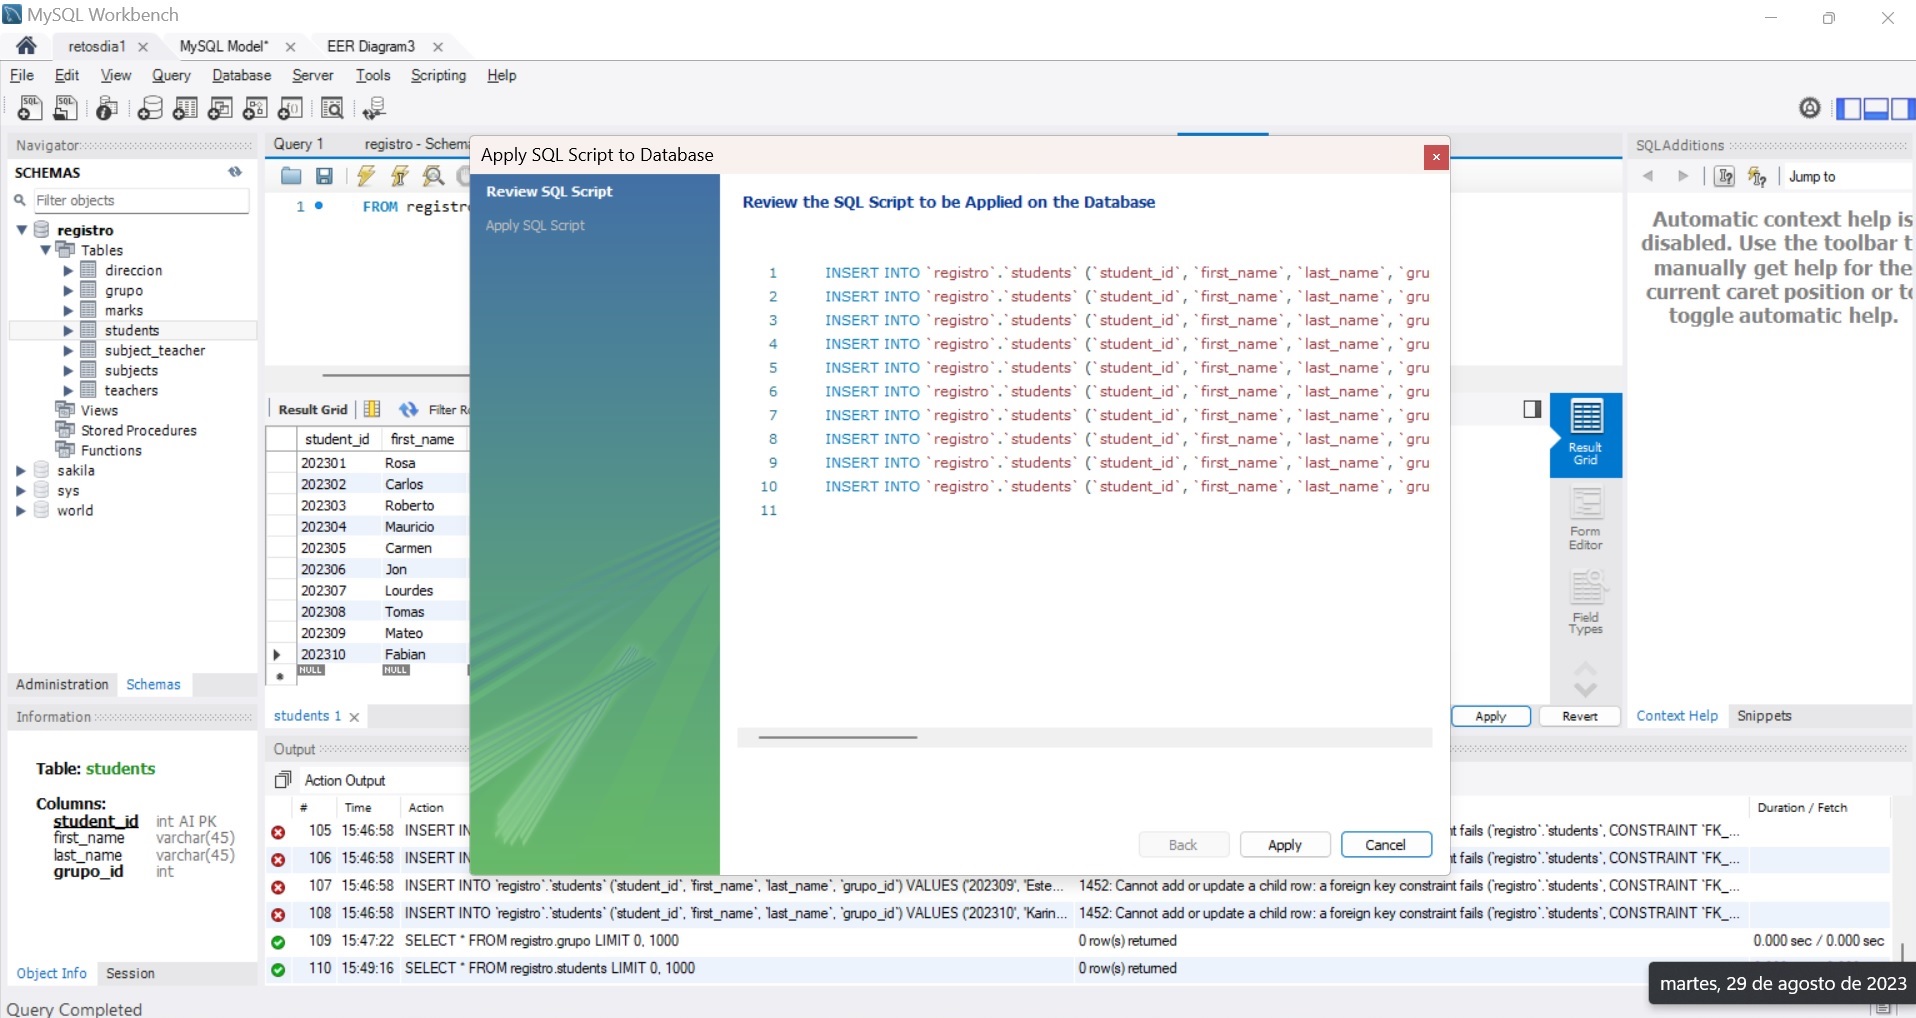 MySQL Workbench
retosdia1
MySQL Model*
EER Diagram3
File Edit View Query Database Server Tools Scripting Help
Navigator
SCHEMAS
Filter objects
registro
Tables
direccion
grupo
marks
students
subject_teacher
subjects
teachers
Views
Stored Procedures
Functions
sakila
sys
world
Administration Schemas
Information
Table: students
Columns:
student_id int AI PK
first_name varchar(45)
last_name varchar(45)
grupo_id int
Object Info Session
Query Completed
Query 1 registro - Schema
1 FROM registro
Result Grid Filter Ro
student_id first_name
202301 Rosa
202302 Carlos
202303 Roberto
202304 Mauricio
202305 Carmen
202306 Jon
202307 Lourdes
202308 Tomas
202309 Mateo
202310 Fabian
NULL NULL
students 1
Apply SQL Script to Database
Review SQL Script
Apply SQL Script
Review the SQL Script to be Applied on the Database
1 INSERT INTO `registro`.`students` (`student_id`, `first_name`, `last_name`, `gru
2 INSERT INTO `registro`.`students` (`student_id`, `first_name`, `last_name`, `gru
3 INSERT INTO `registro`.`students` (`student_id`, `first_name`, `last_name`, `gru
4 INSERT INTO `registro`.`students` (`student_id`, `first_name`, `last_name`, `gru
5 INSERT INTO `registro`.`students` (`student_id`, `first_name`, `last_name`, `gru
6 INSERT INTO `registro`.`students` (`student_id`, `first_name`, `last_name`, `gru
7 INSERT INTO `registro`.`students` (`student_id`, `first_name`, `last_name`, `gru
8 INSERT INTO `registro`.`students` (`student_id`, `first_name`, `last_name`, `gru
9 INSERT INTO `registro`.`students` (`student_id`, `first_name`, `last_name`, `gru
10 INSERT INTO `registro`.`students` (`student_id`, `first_name`, `last_name`, `gru
11
Back Apply Cancel
Result Grid
Form Editor
Field Types
Apply Revert
SQLAdditions
Jump to
Automatic context help is
disabled. Use the toolbar t
manually get help for the
current caret position or to
toggle automatic help.
Context Help Snippets
Output
Action Output
# Time Action Duration / Fetch
105 15:46:58 INSERT IN t fails (`registro`.`students`, CONSTRAINT `FK_...
106 15:46:58 INSERT IN t fails (`registro`.`students`, CONSTRAINT `FK_...
107 15:46:58 INSERT INTO `registro`.`students` (`student_id`, `first_name`, `last_name`, `grupo_id`) VALUES ('202309', 'Este... 1452: Cannot add or update a child row: a foreign key constraint fails (`registro`.`students`, CONSTRAINT `FK_...
108 15:46:58 INSERT INTO `registro`.`students` (`student_id`, `first_name`, `last_name`, `grupo_id`) VALUES ('202310', 'Karin... 1452: Cannot add or update a child row: a foreign key constraint fails (`registro`.`students`, CONSTRAINT `FK_...
109 15:47:22 SELECT * FROM registro.grupo LIMIT 0, 1000 0 row(s) returned 0.000 sec / 0.000 sec
110 15:49:16 SELECT * FROM registro.students LIMIT 0, 1000 0 row(s) returned
martes, 29 de agosto de 2023